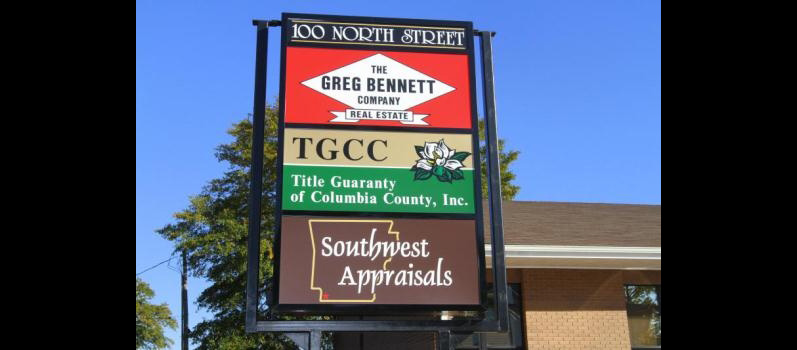 100 NORTH STREET
THE
GREG BENNETT
COMPANY
REAL ESTATE
TGCC
Title Guaranty
of Columbia County, Inc.
Southwest
Appraisals